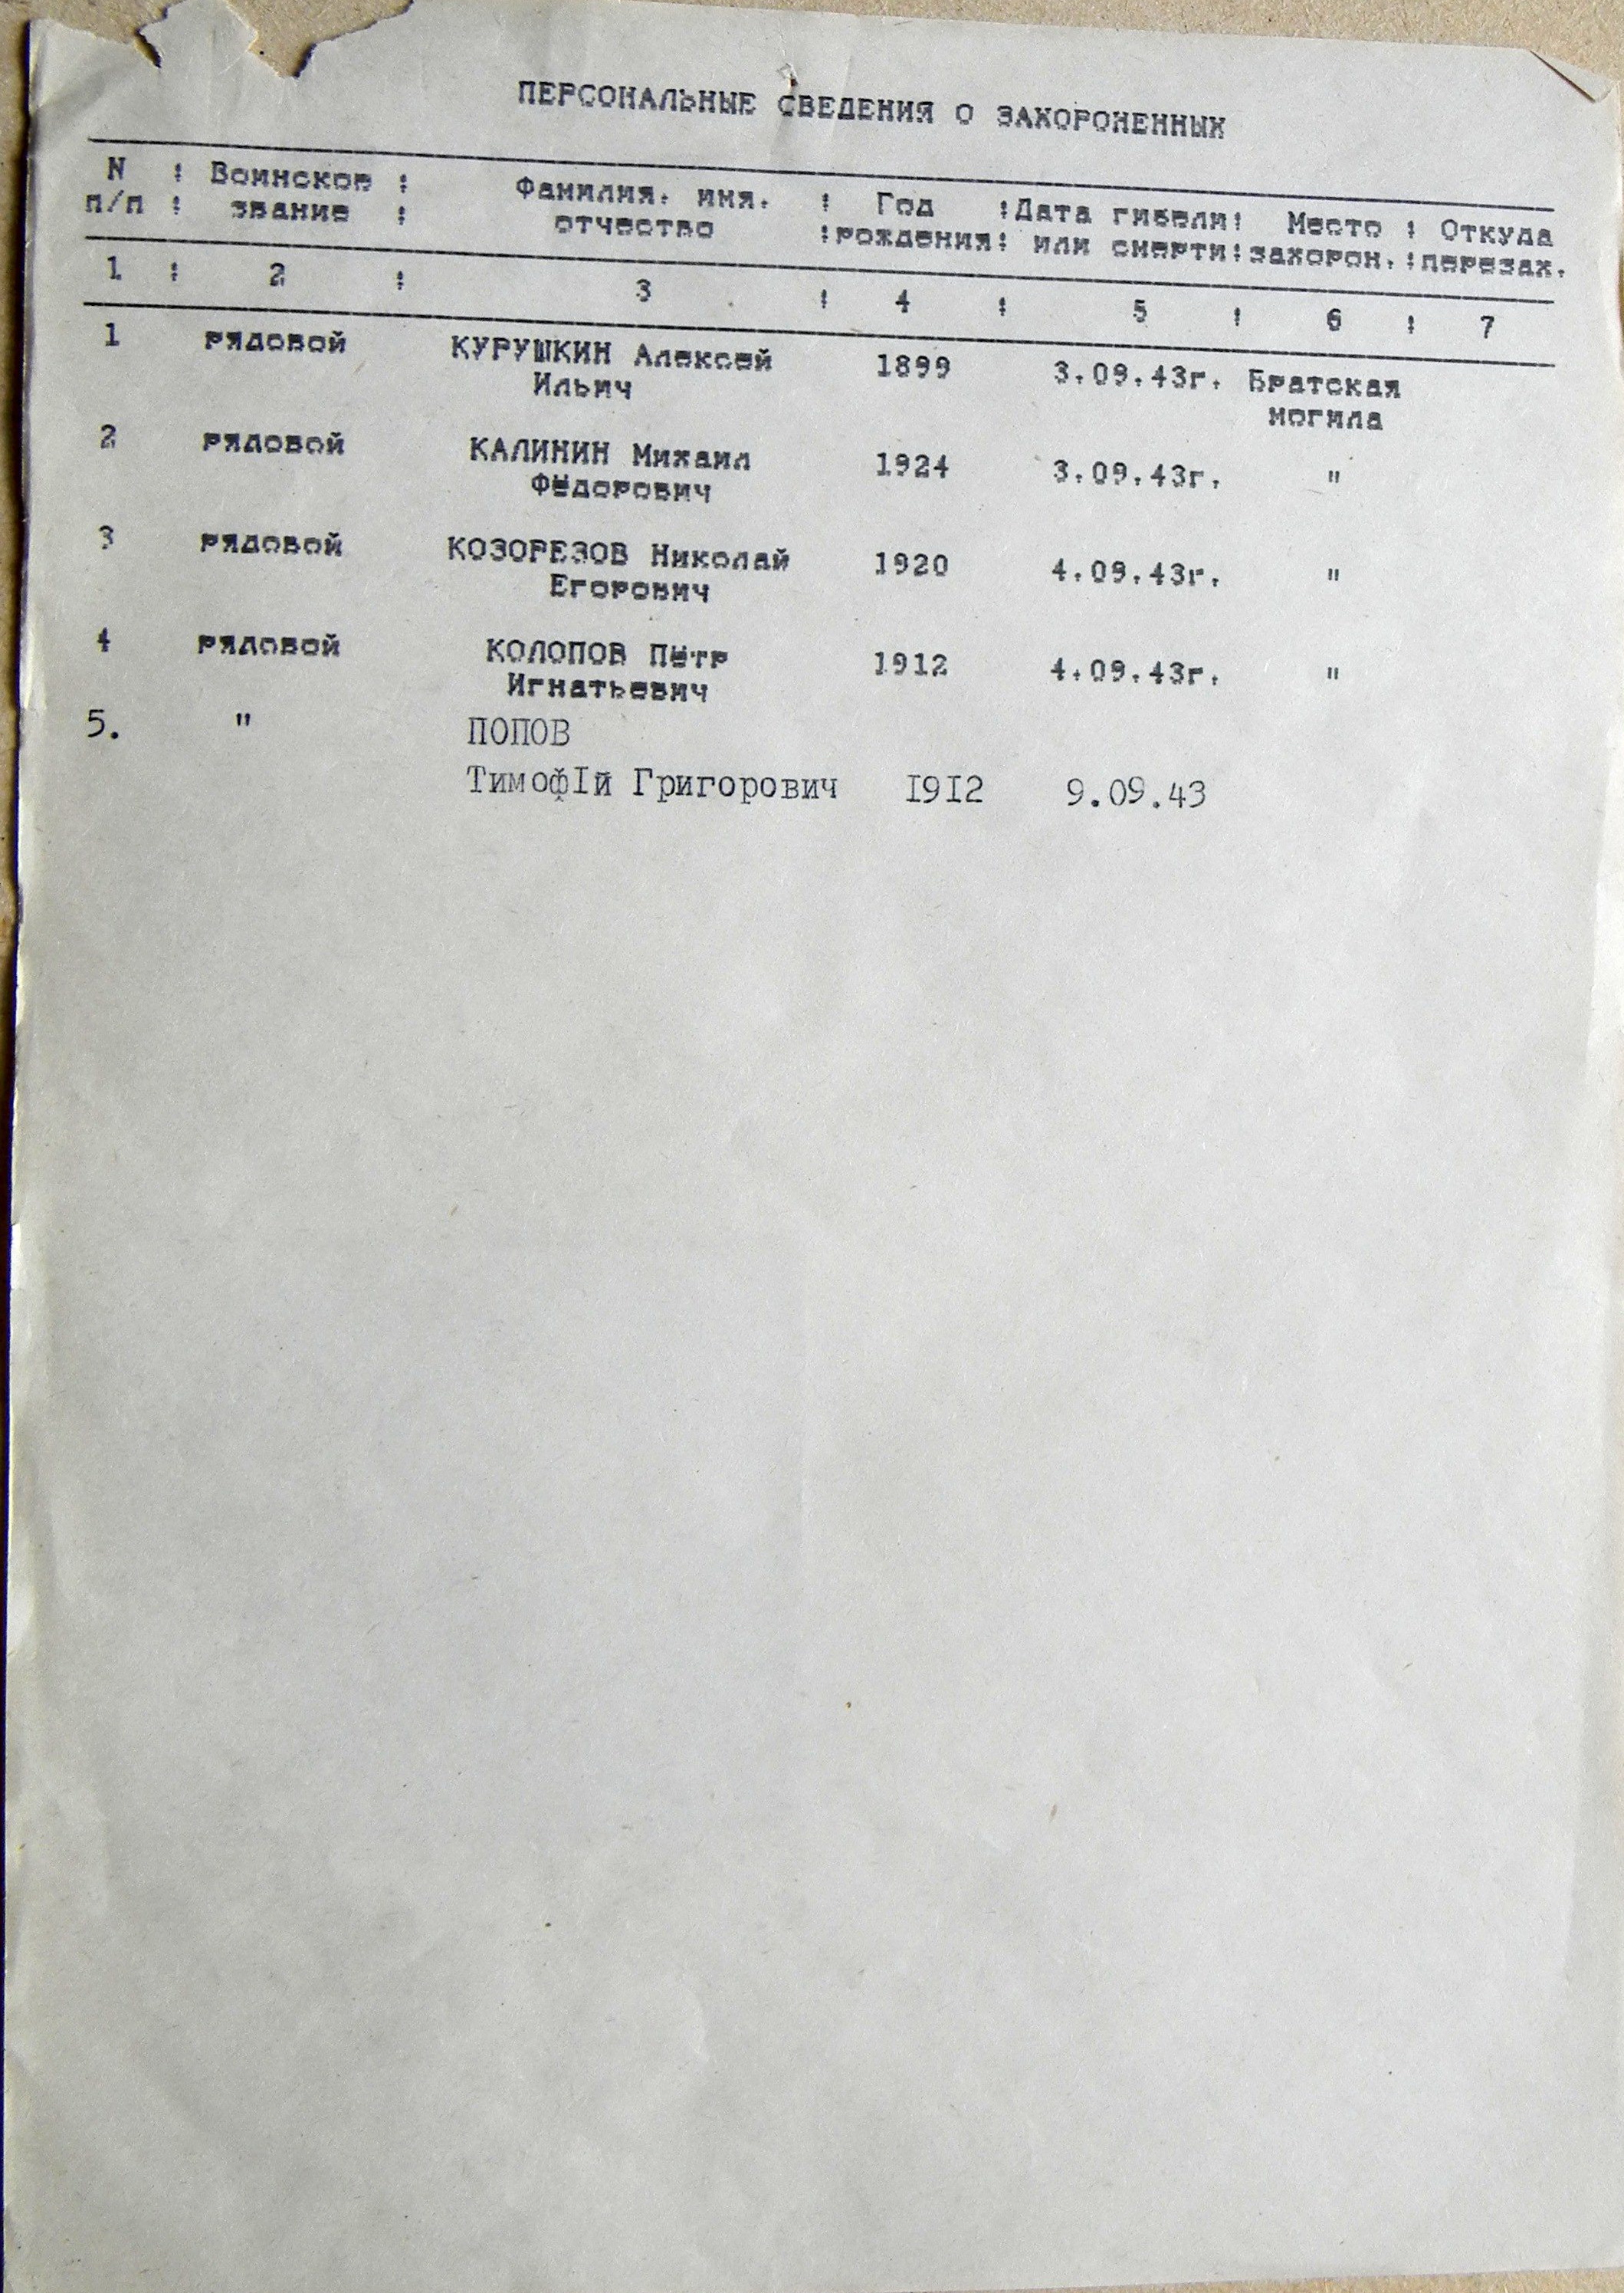 ПЕРСОНАЛЬНЫЕ СВЕДЕНИЯ О ЗАХОРОНЕННЫХ
N : Воинское : Фамилия, имя, : Год :Дата гибели: Место : Откуда
п/п : звание : отчество :рождения: или смерти:захорон.:перезах.
1 : 2 : 3 : 4 : 5 : 6 : 7
1 рядовой КУРУШКИН Алексей 1899 3.09.43г. Братская
Ильич могила
2 рядовой КАЛИНИН Михаил 1924 3.09.43г. "
Фёдорович
3 рядовой КОЗОРЕЗОВ Николай 1920 4.09.43г. "
Егорович
4 рядовой КОЛОПОВ Пётр 1912 4.09.43г. "
Игнатьевич
5. " ПОПОВ
ТимофIй Григорович I9I2 9.09.43